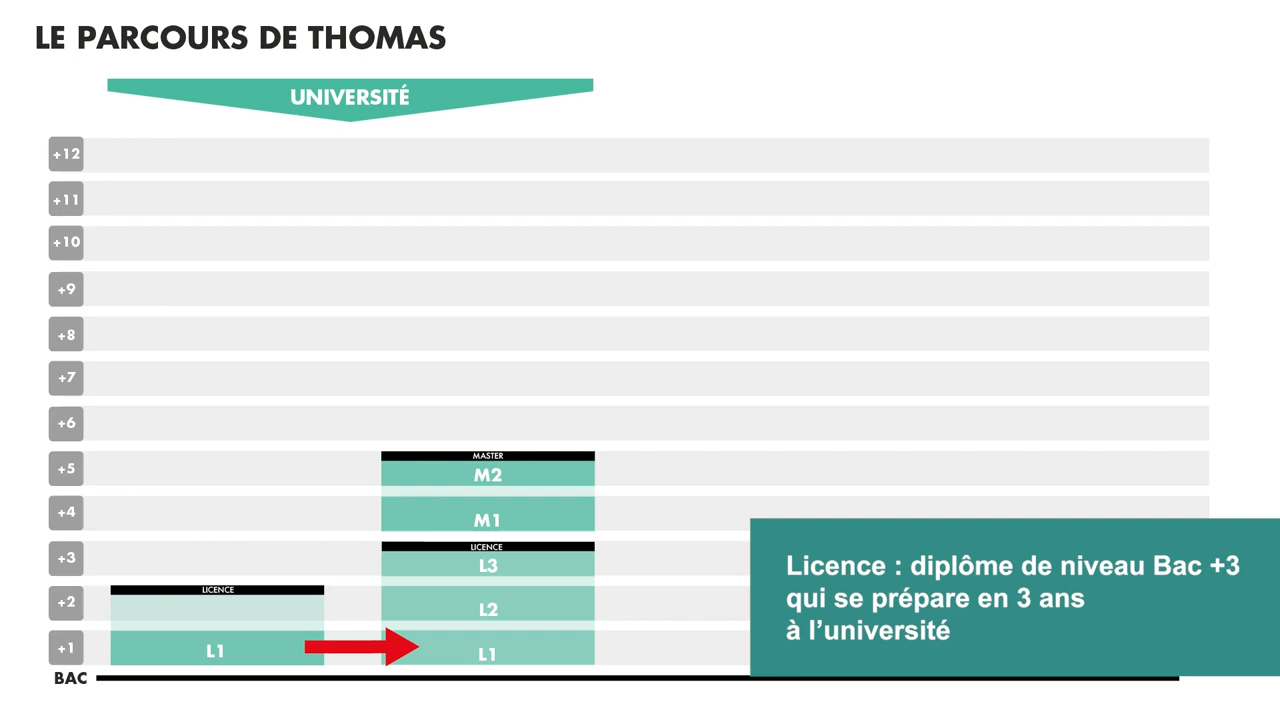 LE PARCOURS DE THOMAS
UNIVERSITÉ
+12
+11
+10
+9
+8
+7
+6
+5
MASTER
M2
+4
M1
+3
LICENCE
L3
+2
LICENCE
L2
+1
L1
L1
BAC
Licence : diplôme de niveau Bac +3
qui se prépare en 3 ans
à l’université